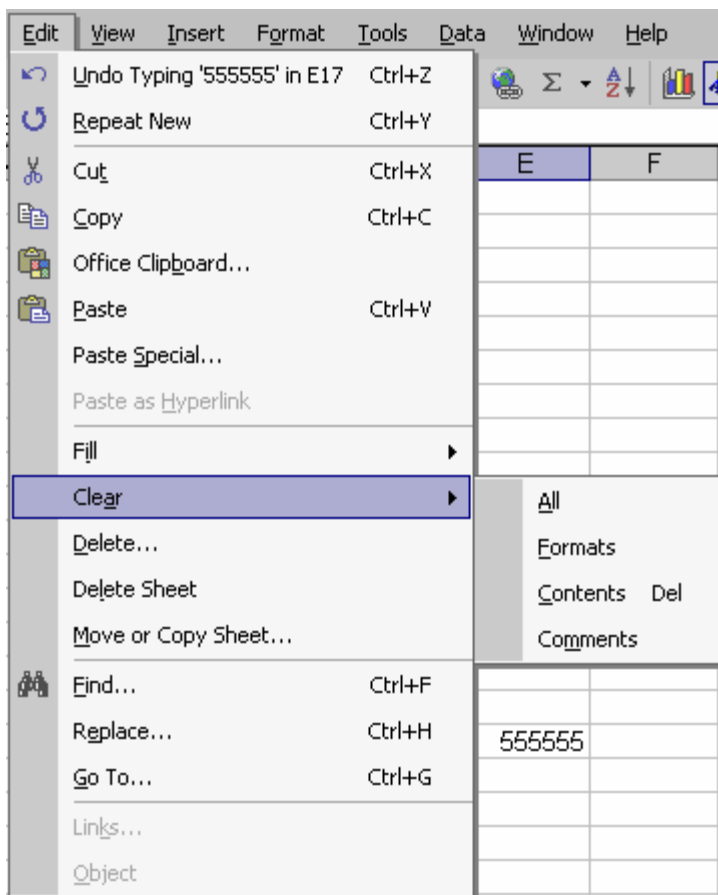 Edit View Insert Format Tools Data Window Help
Undo Typing '555555' in E17 Ctrl+Z
Repeat New Ctrl+Y
Cut Ctrl+X
Copy Ctrl+C
Office Clipboard...
Paste Ctrl+V
Paste Special...
Paste as Hyperlink
Fill
Clear
Delete...
Delete Sheet
Move or Copy Sheet...
Find... Ctrl+F
Replace... Ctrl+H
Go To... Ctrl+G
Links...
Object
All
Formats
Contents Del
Comments
Σ A Z
E F
555555